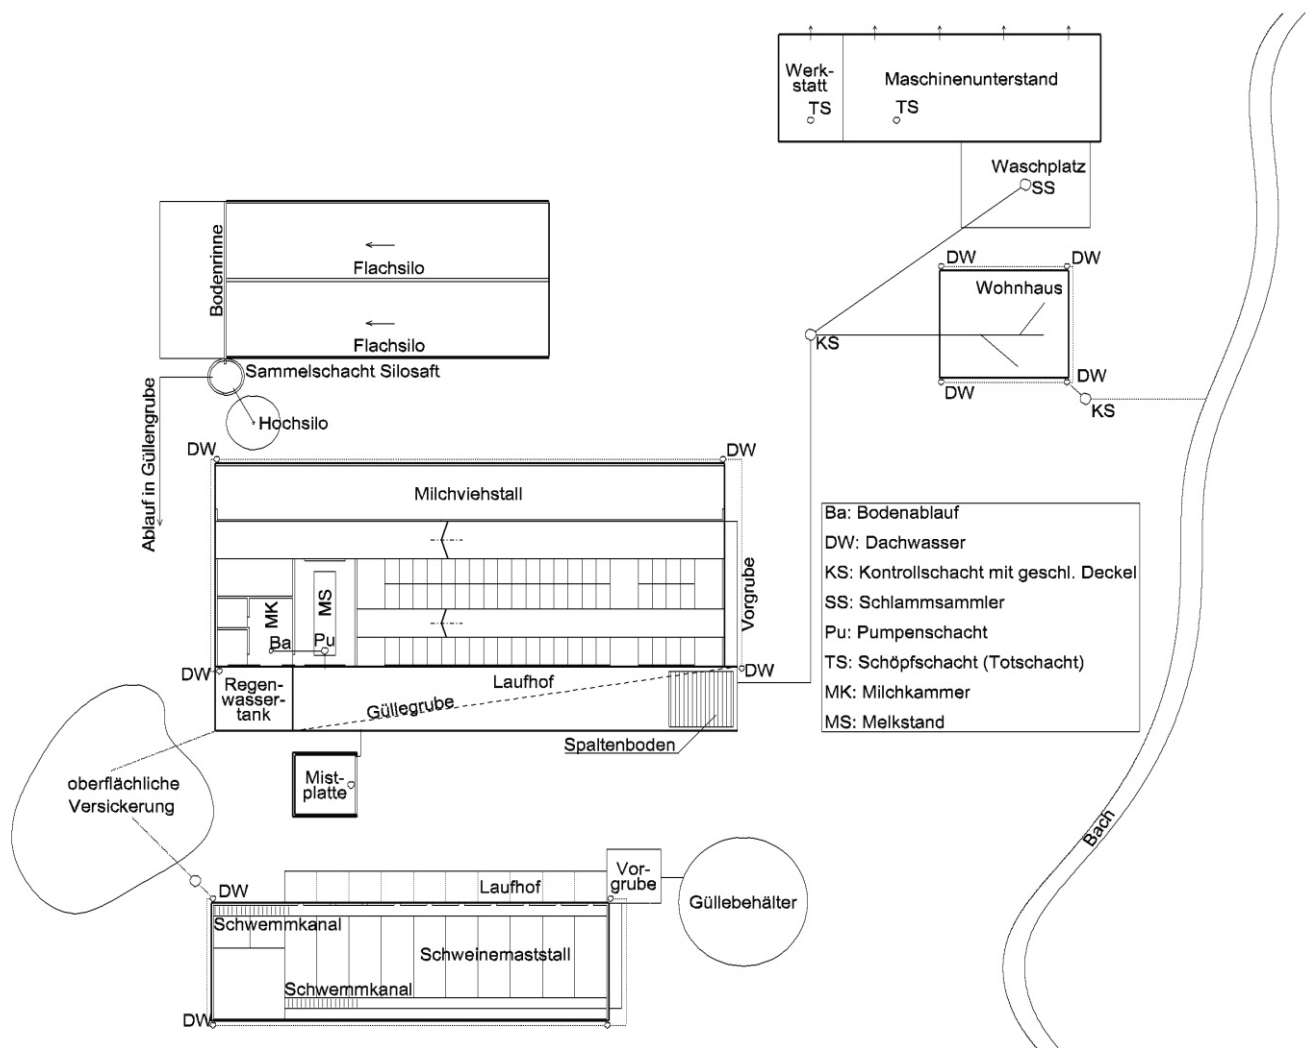 Werk-
statt
TS
Maschinenunterstand
TS
Waschplatz
SS
Bodenrinne
Flachsilo
Flachsilo
DW
DW
Wohnhaus
KS
DW
DW
KS
Sammelschacht Silosaft
Hochsilo
Ablauf in Güllengrube
DW
DW
Milchviehstall
Vorgrube
MK
MS
Ba
Pu
DW
DW
Regen-
wasser-
tank
Laufhof
Güllegrube
Spaltenboden
Ba: Bodenablauf
DW: Dachwasser
KS: Kontrollschacht mit geschl. Deckel
SS: Schlammsammler
Pu: Pumpenschacht
TS: Schöpfschacht (Totschacht)
MK: Milchkammer
MS: Melkstand
Mist-
platte
oberflächliche
Versickerung
Bach
DW
Laufhof
Vor-
grube
Güllebehälter
Schwemmkanal
Schweinemaststall
Schwemmkanal
DW